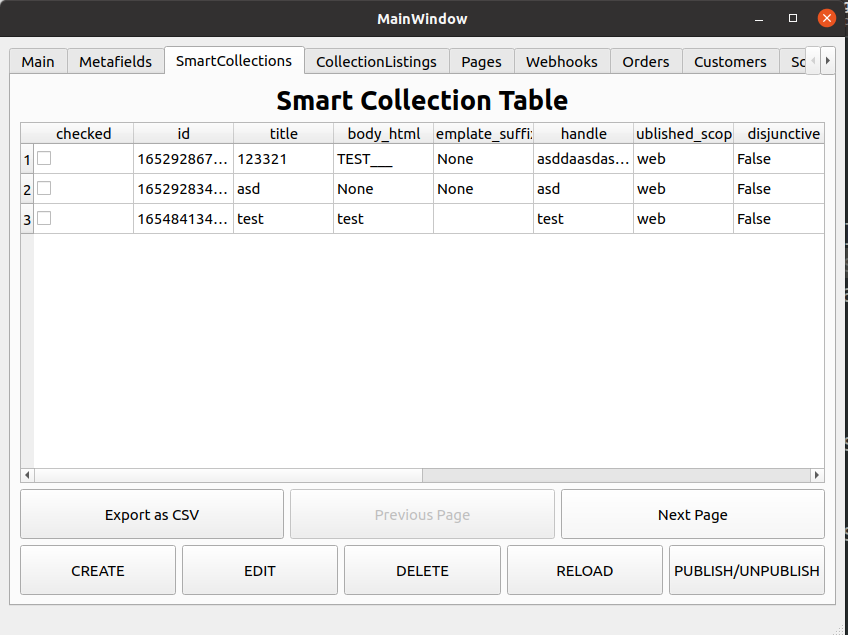 MainWindow
Main Metafields SmartCollections CollectionListings Pages Webhooks Orders Customers Sc
Smart Collection Table
checked id title body_html emplate_suffi handle ublished_scop disjunctive
1 165292867... 123321 TEST___ None asddaasdas... web False
2 165292834... asd None None asd web False
3 165484134... test test test web False
Export as CSV Previous Page Next Page
CREATE EDIT DELETE RELOAD PUBLISH/UNPUBLISH